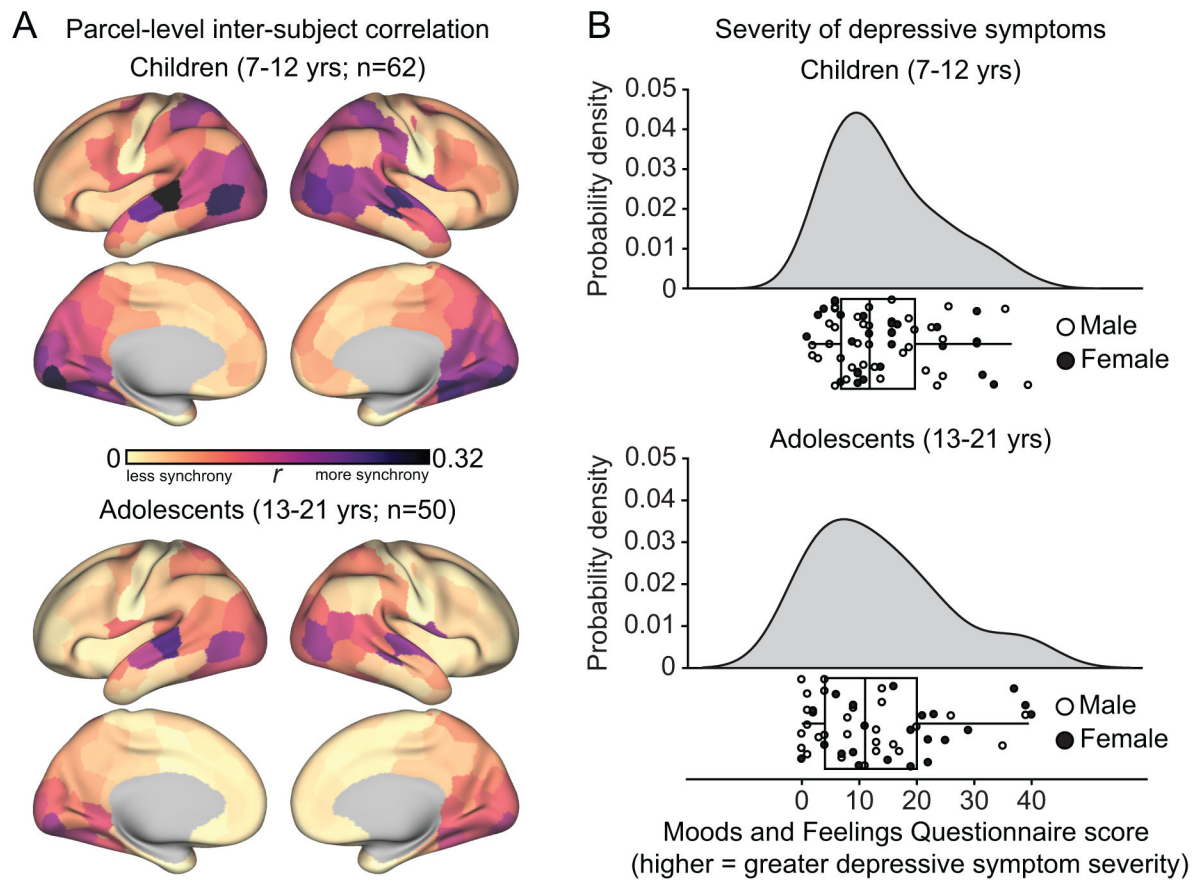 A Parcel-level inter-subject correlation
Children (7-12 yrs; n=62)
0
0.32
less synchrony
r
more synchrony
Adolescents (13-21 yrs; n=50)
B Severity of depressive symptoms
Children (7-12 yrs)
Probability density
0.05
0.04
0.03
0.02
0.01
0
Male
Female
Adolescents (13-21 yrs)
Probability density
0.05
0.04
0.03
0.02
0.01
0
Male
Female
0 10 20 30 40
Moods and Feelings Questionnaire score
(higher = greater depressive symptom severity)